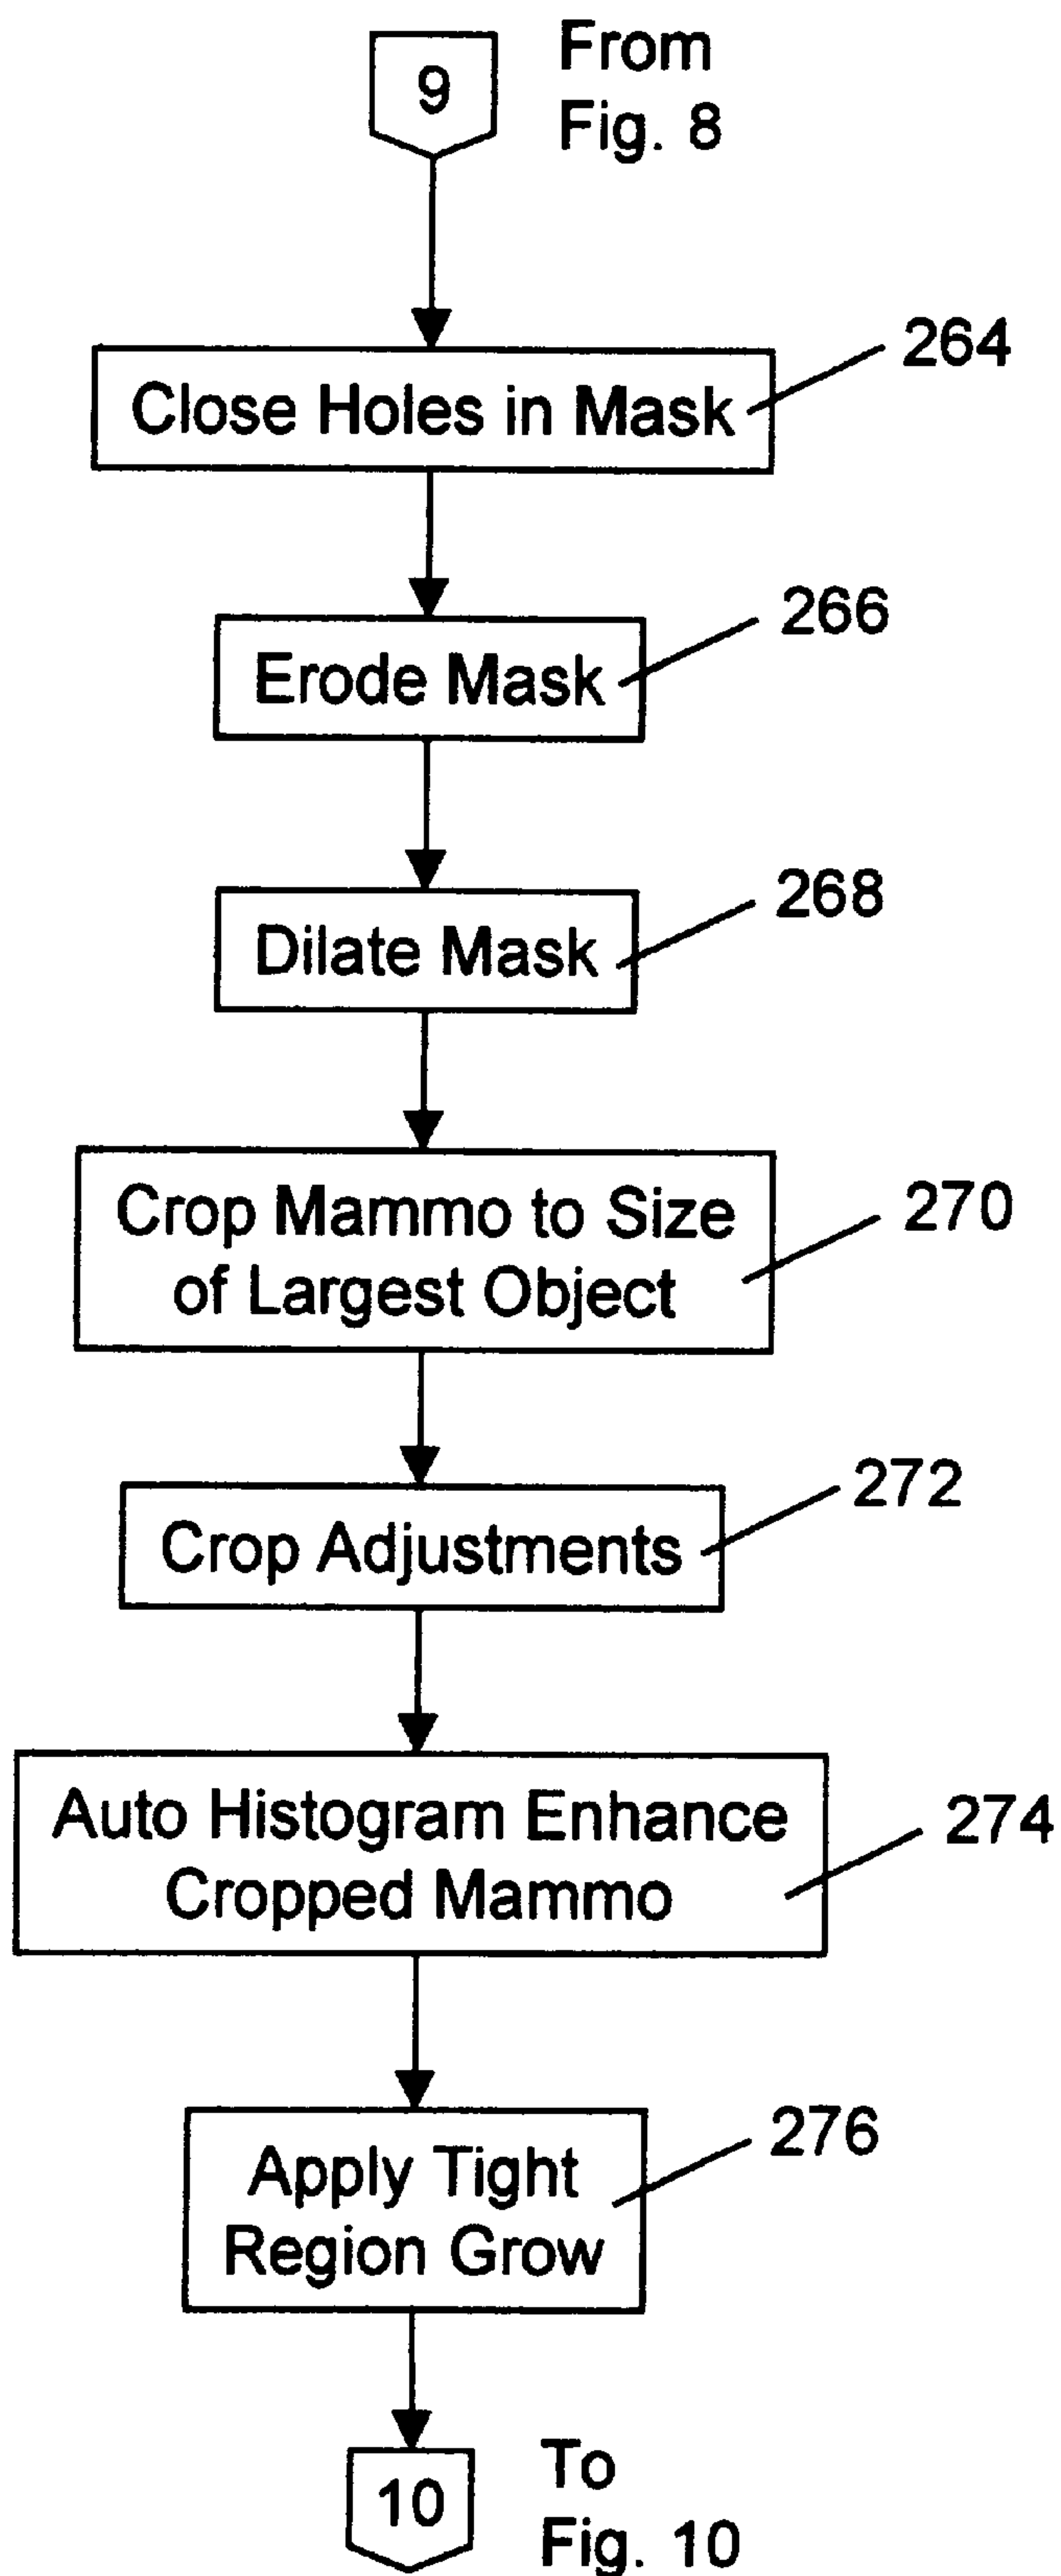 9
From
Fig. 8
Close Holes in Mask
264
Erode Mask
266
Dilate Mask
268
Crop Mammo to Size
of Largest Object
270
Crop Adjustments
272
Auto Histogram Enhance
Cropped Mammo
274
Apply Tight
Region Grow
276
10
To
Fig. 10